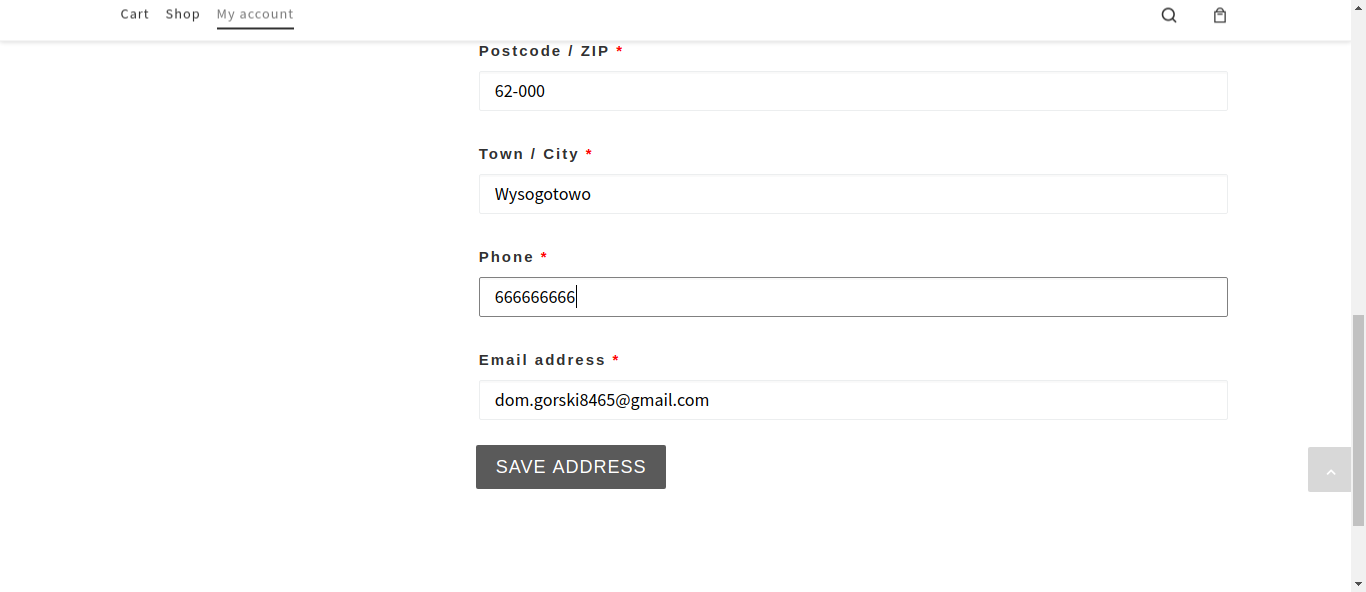 Cart Shop My account
Postcode / ZIP *
62-000
Town / City *
Wysogotowo
Phone *
666666666
Email address *
dom.gorski8465@gmail.com
SAVE ADDRESS